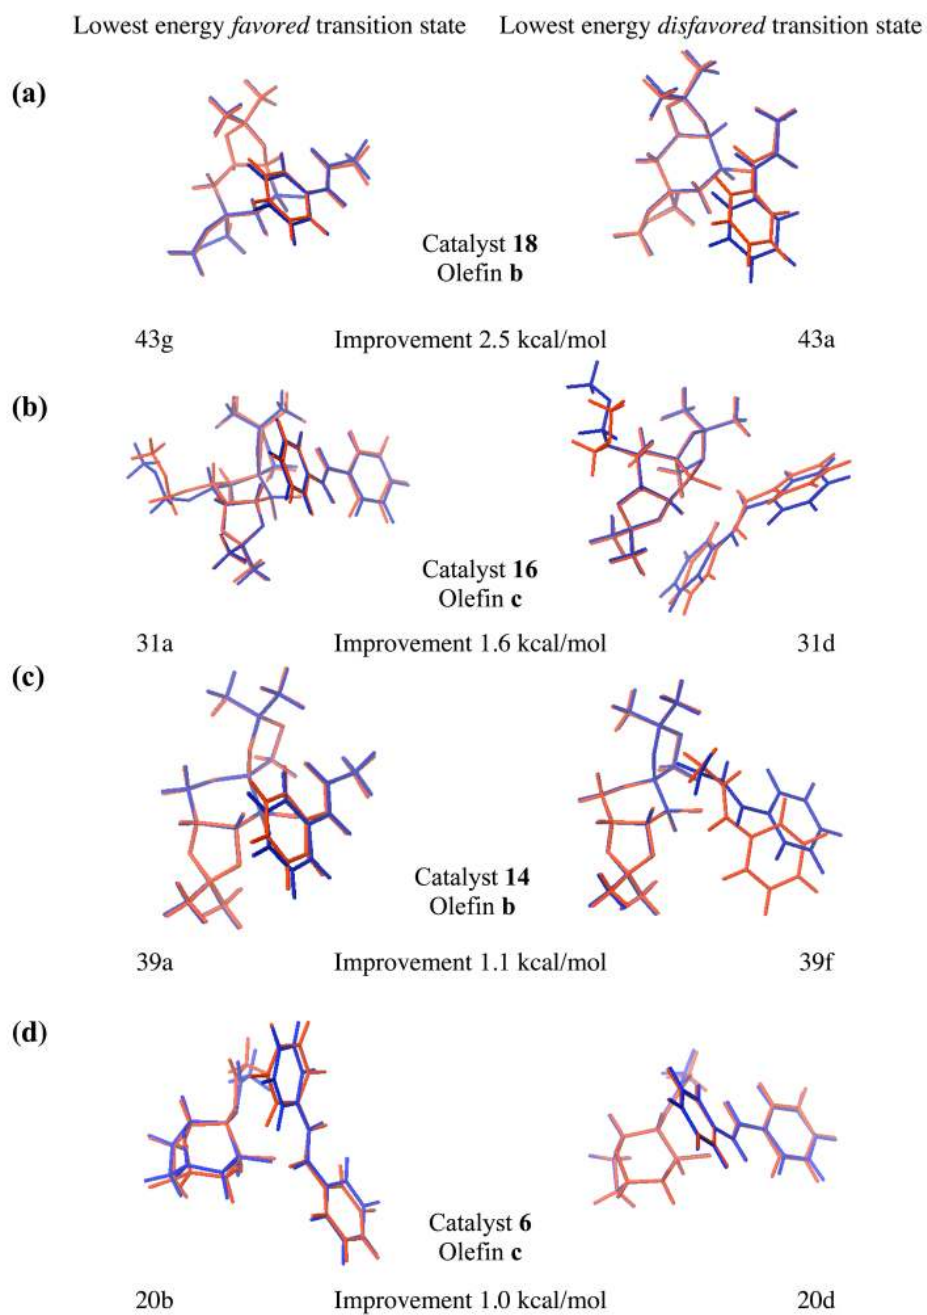 Lowest energy favored transition state Lowest energy disfavored transition state
(a)
Catalyst 18
Olefin b
43g Improvement 2.5 kcal/mol 43a
(b)
Catalyst 16
Olefin c
31a Improvement 1.6 kcal/mol 31d
(c)
Catalyst 14
Olefin b
39a Improvement 1.1 kcal/mol 39f
(d)
Catalyst 6
Olefin c
20b Improvement 1.0 kcal/mol 20d